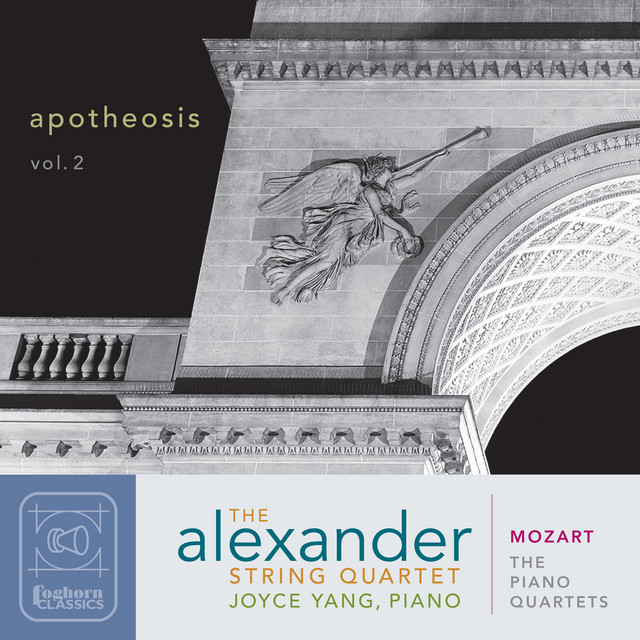 apotheosis
vol. 2
THE
alexander
STRING QUARTET
JOYCE YANG, PIANO
MOZART
THE
PIANO
QUARTETS
foghorn
CLASSICS